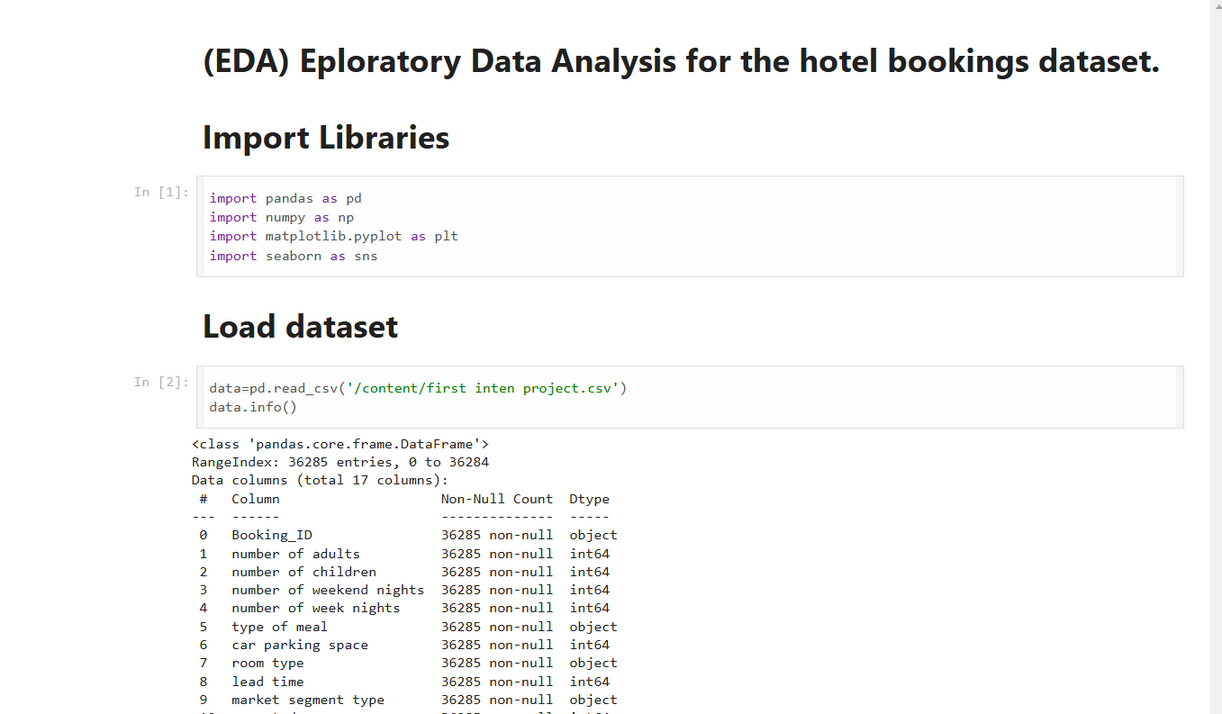 (EDA) Eploratory Data Analysis for the hotel bookings dataset.
Import Libraries
In [1]:
import pandas as pd
import numpy as np
import matplotlib.pyplot as plt
import seaborn as sns
Load dataset
In [2]:
data=pd.read_csv('/content/first inten project.csv')
data.info()
<class 'pandas.core.frame.DataFrame'>
RangeIndex: 36285 entries, 0 to 36284
Data columns (total 17 columns):
 #   Column                    Non-Null Count  Dtype
---  ------                    --------------  -----
 0   Booking_ID                36285 non-null  object
 1   number of adults          36285 non-null  int64
 2   number of children        36285 non-null  int64
 3   number of weekend nights  36285 non-null  int64
 4   number of week nights     36285 non-null  int64
 5   type of meal              36285 non-null  object
 6   car parking space         36285 non-null  int64
 7   room type                 36285 non-null  object
 8   lead time                 36285 non-null  int64
 9   market segment type       36285 non-null  object